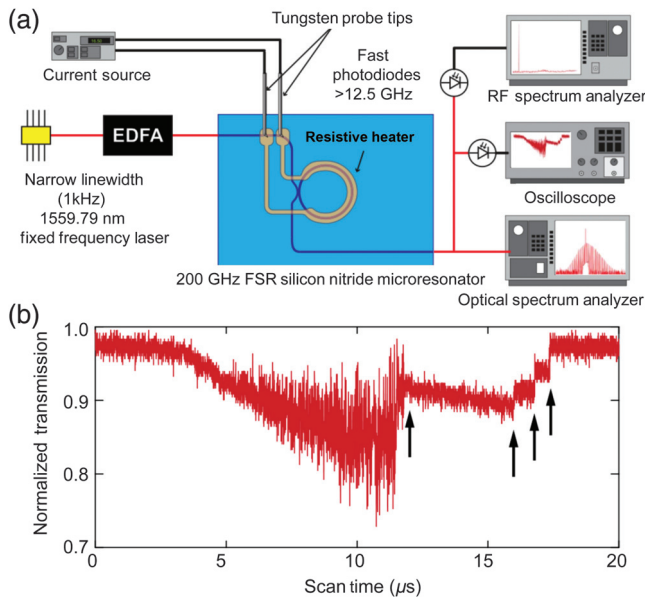 (a)
Tungsten probe tips
Current source
Fast
photodiodes
>12.5 GHz
RF spectrum analyzer
EDFA
Resistive heater
Narrow linewidth
(1kHz)
1559.79 nm
fixed frequency laser
Oscilloscope
200 GHz FSR silicon nitride microresonator
Optical spectrum analyzer
(b)
Normalized transmission
1.0
0.9
0.8
0.7
0
5
10
15
20
Scan time (μs)